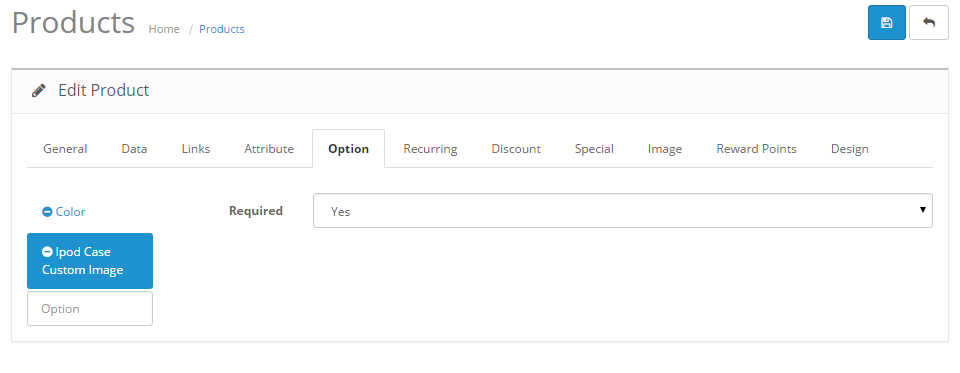 Products Home / Products
Edit Product
General Data Links Attribute Option Recurring Discount Special Image Reward Points Design
Color Required Yes
Ipod Case
Custom Image
Option